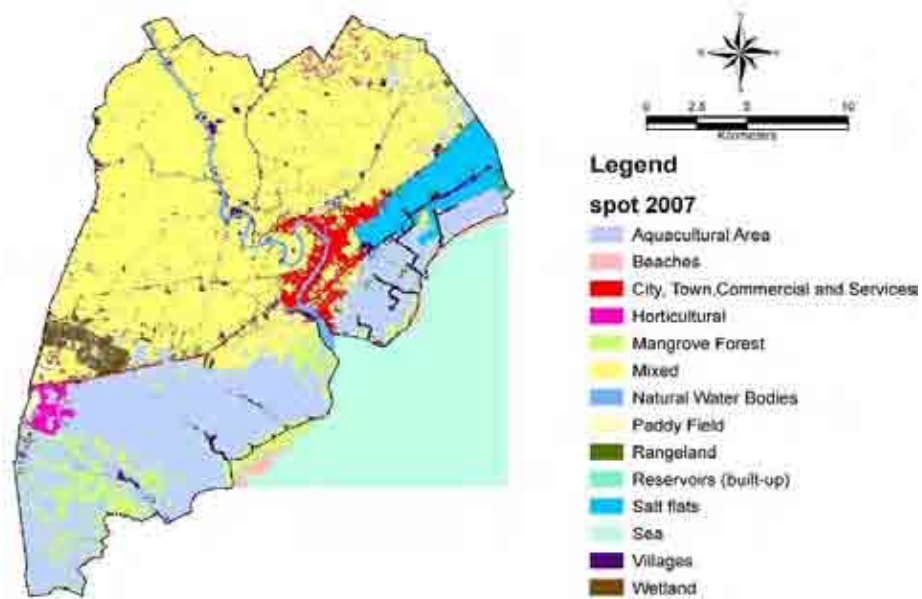 0 2.5 5 10
Kilometers
Legend
spot 2007
Aquacultural Area
Beaches
City, Town,Commercial and Services
Horticultural
Mangrove Forest
Mixed
Natural Water Bodies
Paddy Field
Rangeland
Reservoirs (built-up)
Salt flats
Sea
Villages
Wetland